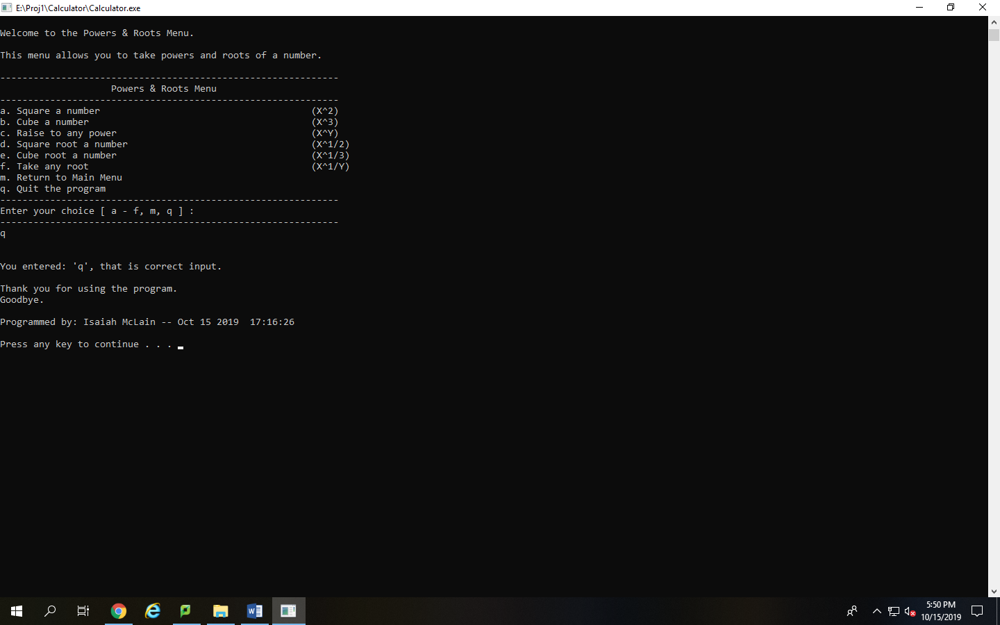 E:\Proj1\Calculator\Calculator.exe
Welcome to the Powers & Roots Menu.
This menu allows you to take powers and roots of a number.
-------------------------------------------------------------
Powers & Roots Menu
-------------------------------------------------------------
a. Square a number (X^2)
b. Cube a number (X^3)
c. Raise to any power (X^Y)
d. Square root a number (X^1/2)
e. Cube root a number (X^1/3)
f. Take any root (X^1/Y)
m. Return to Main Menu
q. Quit the program
-------------------------------------------------------------
Enter your choice [ a - f, m, q ] :
-------------------------------------------------------------
q
You entered: 'q', that is correct input.
Thank you for using the program.
Goodbye.
Programmed by: Isaiah McLain -- Oct 15 2019  17:16:26
Press any key to continue . . .
5:50 PM
10/15/2019